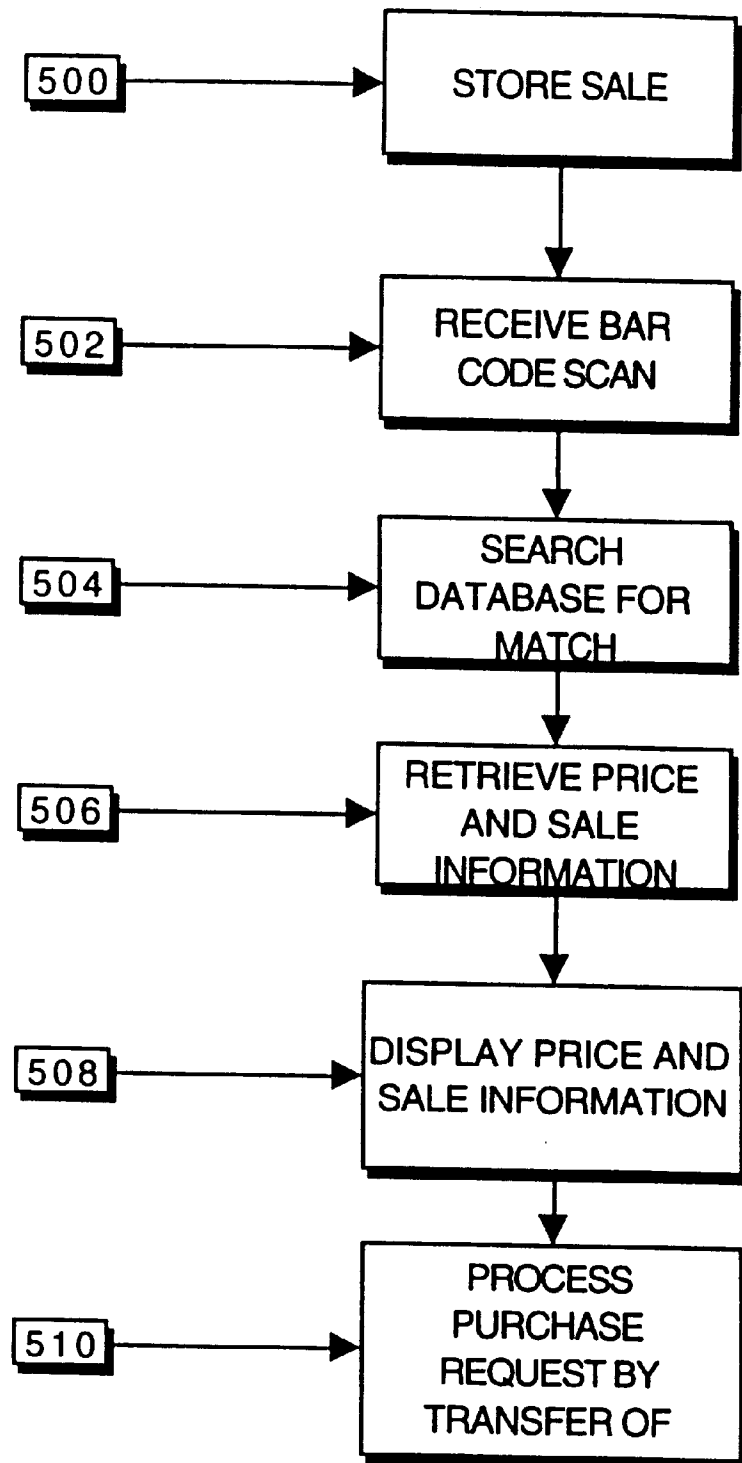 500
STORE SALE
502
RECEIVE BAR
CODE SCAN
504
SEARCH
DATABASE FOR
MATCH
506
RETRIEVE PRICE
AND SALE
INFORMATION
508
DISPLAY PRICE AND
SALE INFORMATION
510
PROCESS
PURCHASE
REQUEST BY
TRANSFER OF